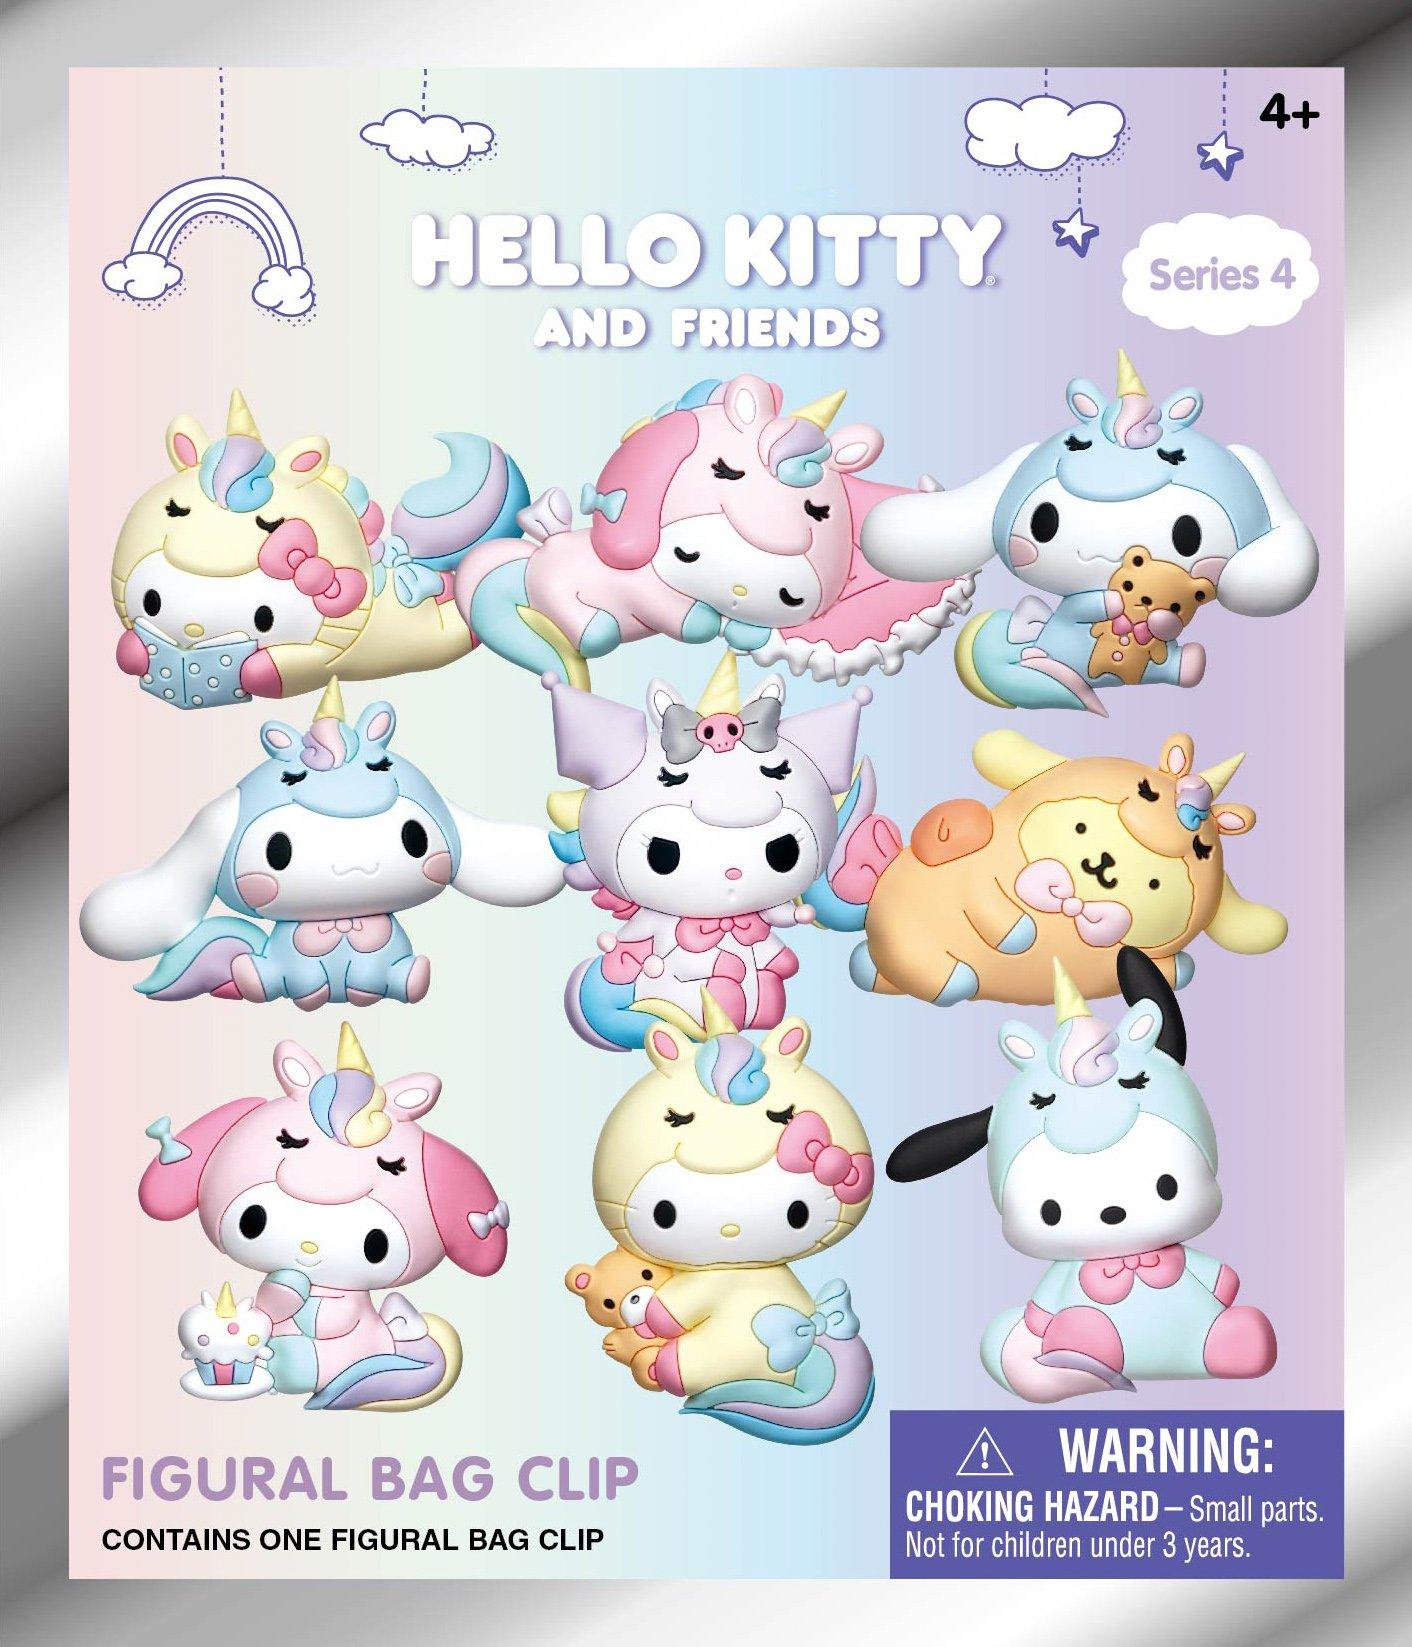 4+
HELLO KITTY®
AND FRIENDS
Series 4
FIGURAL BAG CLIP
CONTAINS ONE FIGURAL BAG CLIP
WARNING:
CHOKING HAZARD – Small parts.
Not for children under 3 years.